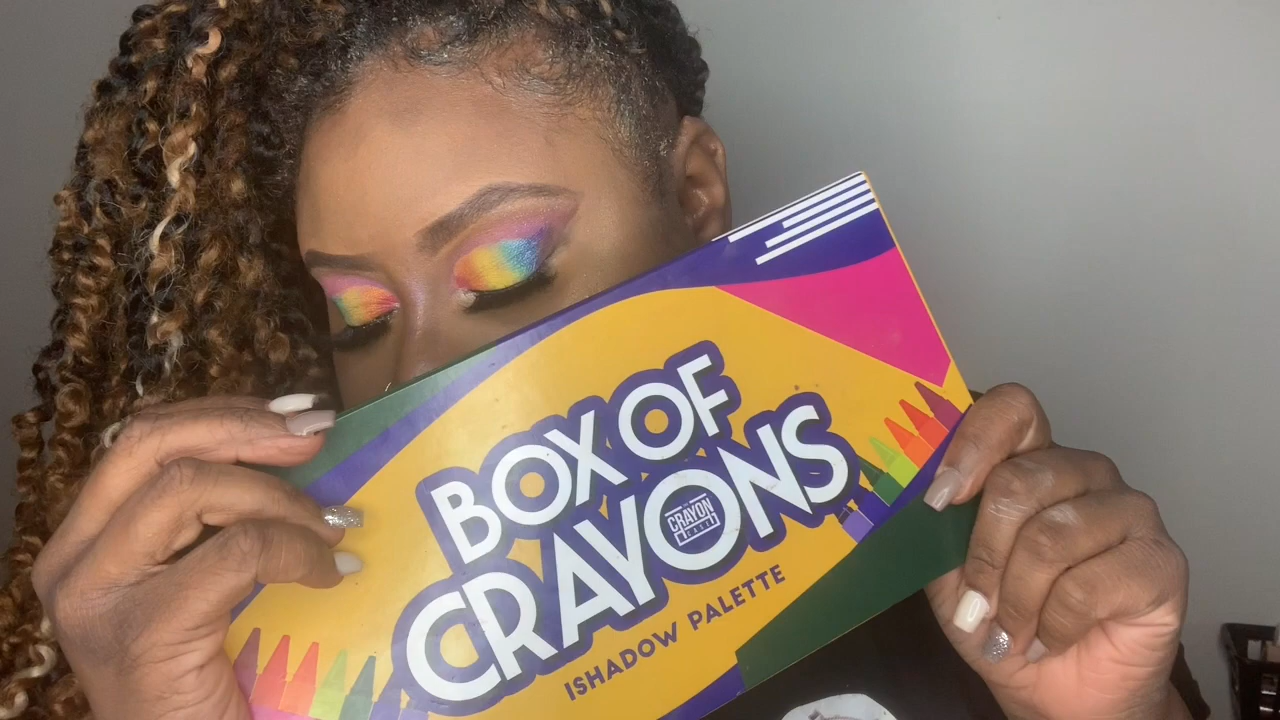 BOX OF
CRAYONS
CRAYON
CASE
ISHADOW PALETTE